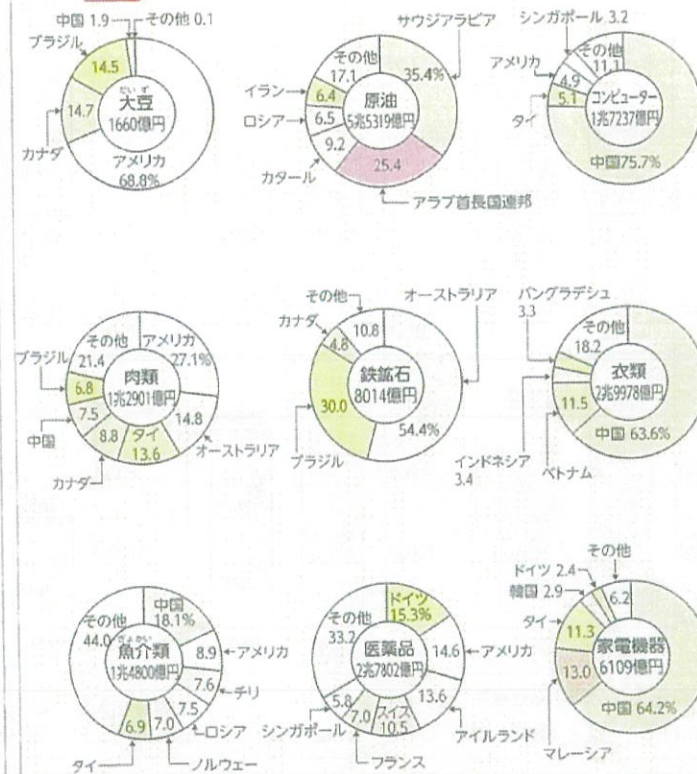 中国 1.9
その他 0.1
ブラジル
14.5
14.7
カナダ
だいず
大豆
1660億円
アメリカ
68.8%
サウジアラビア
その他
17.1
35.4%
イラン
6.4
ロシア
6.5
原油
5兆5319億円
9.2
カタール
25.4
アラブ首長国連邦
シンガポール 3.2
その他
11.1
アメリカ
4.9
5.1
タイ
コンピューター
1兆7237億円
中国75.7%
その他
21.4
アメリカ
27.1%
ブラジル
6.8
肉類
1兆2901億円
7.5
中国
14.8
8.8
タイ
13.6
オーストラリア
カナダ
その他
オーストラリア
カナダ
10.8
4.8
鉄鉱石
8014億円
30.0
54.4%
ブラジル
バングラデシュ
3.3
その他
18.2
衣類
2兆9978億円
11.5
中国 63.6%
インドネシア
3.4
ベトナム
中国
18.1%
その他
44.0
ぎょかい
魚介類
1兆4800億円
8.9
アメリカ
7.6
チリ
7.5
ロシア
7.0
ノルウェー
6.9
タイ
ドイツ
15.3%
その他
33.2
医薬品
2兆7802億円
14.6
アメリカ
13.6
アイルランド
5.8
シンガポール
7.0
スイス
10.5
フランス
その他
ドイツ 2.4
韓国 2.9
6.2
タイ
11.3
家電機器
6109億円
13.0
中国 64.2%
マレーシア